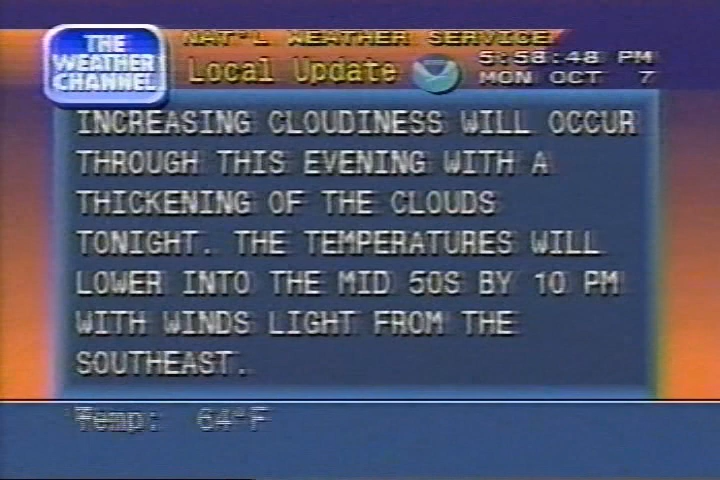 THE
WEATHER
CHANNEL
NAT'L WEATHER SERVICE
Local Update
5:58:48 PM
MON OCT 7
INCREASING CLOUDINESS WILL OCCUR
THROUGH THIS EVENING WITH A
THICKENING OF THE CLOUDS
TONIGHT. THE TEMPERATURES WILL
LOWER INTO THE MID 50S BY 10 PM
WITH WINDS LIGHT FROM THE
SOUTHEAST.
Temp: 64°F